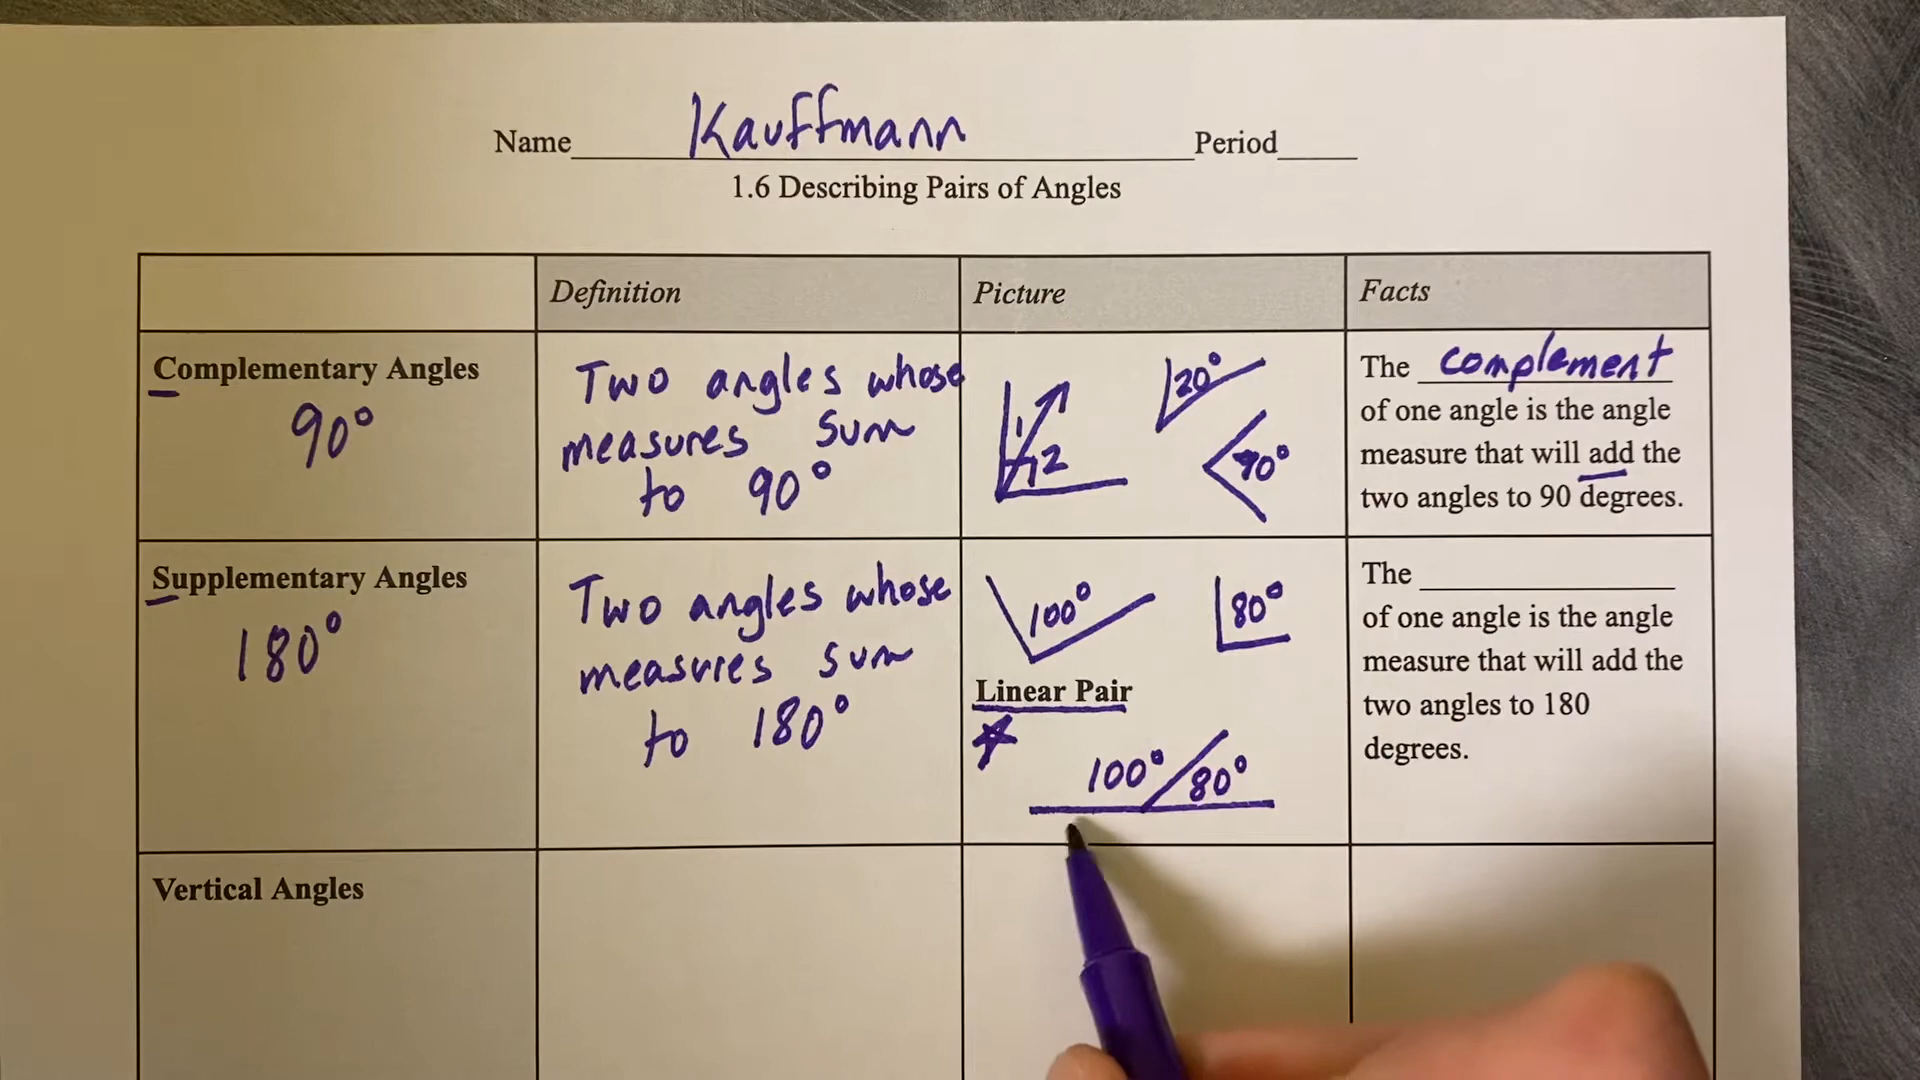 Name Kauffmann Period
1.6 Describing Pairs of Angles
Definition
Picture
Facts
Complementary Angles
90°
Two angles whose
measures sum
to 90°
1
2
20°
70°
The complement
of one angle is the angle
measure that will add the
two angles to 90 degrees.
Supplementary Angles
180°
Two angles whose
measures sum
to 180°
100°
80°
Linear Pair
100°
80°
The
of one angle is the angle
measure that will add the
two angles to 180
degrees.
Vertical Angles